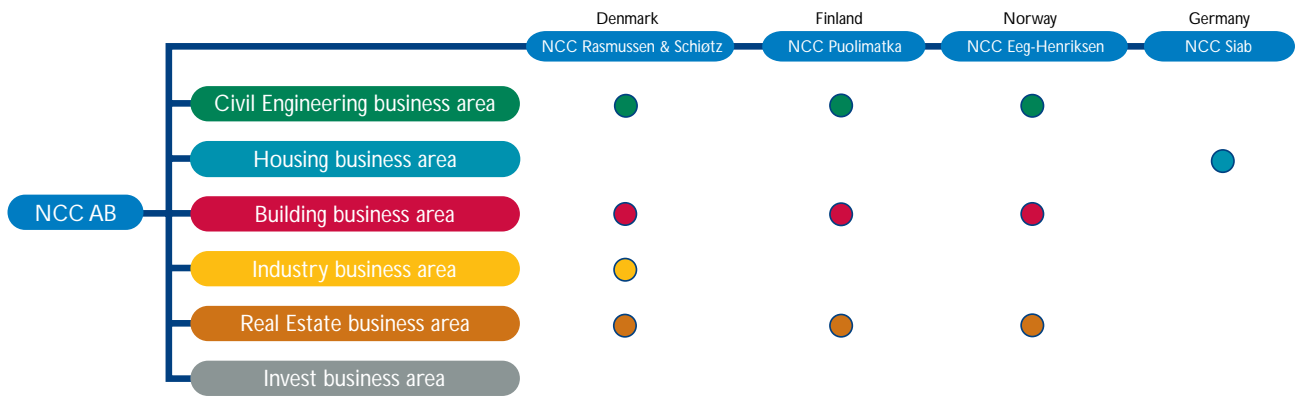 Denmark
Finland
Norway
Germany
NCC Rasmussen & Schiøtz
NCC Puolimatka
NCC Eeg-Henriksen
NCC Siab
Civil Engineering business area
Housing business area
NCC AB
Building business area
Industry business area
Real Estate business area
Invest business area